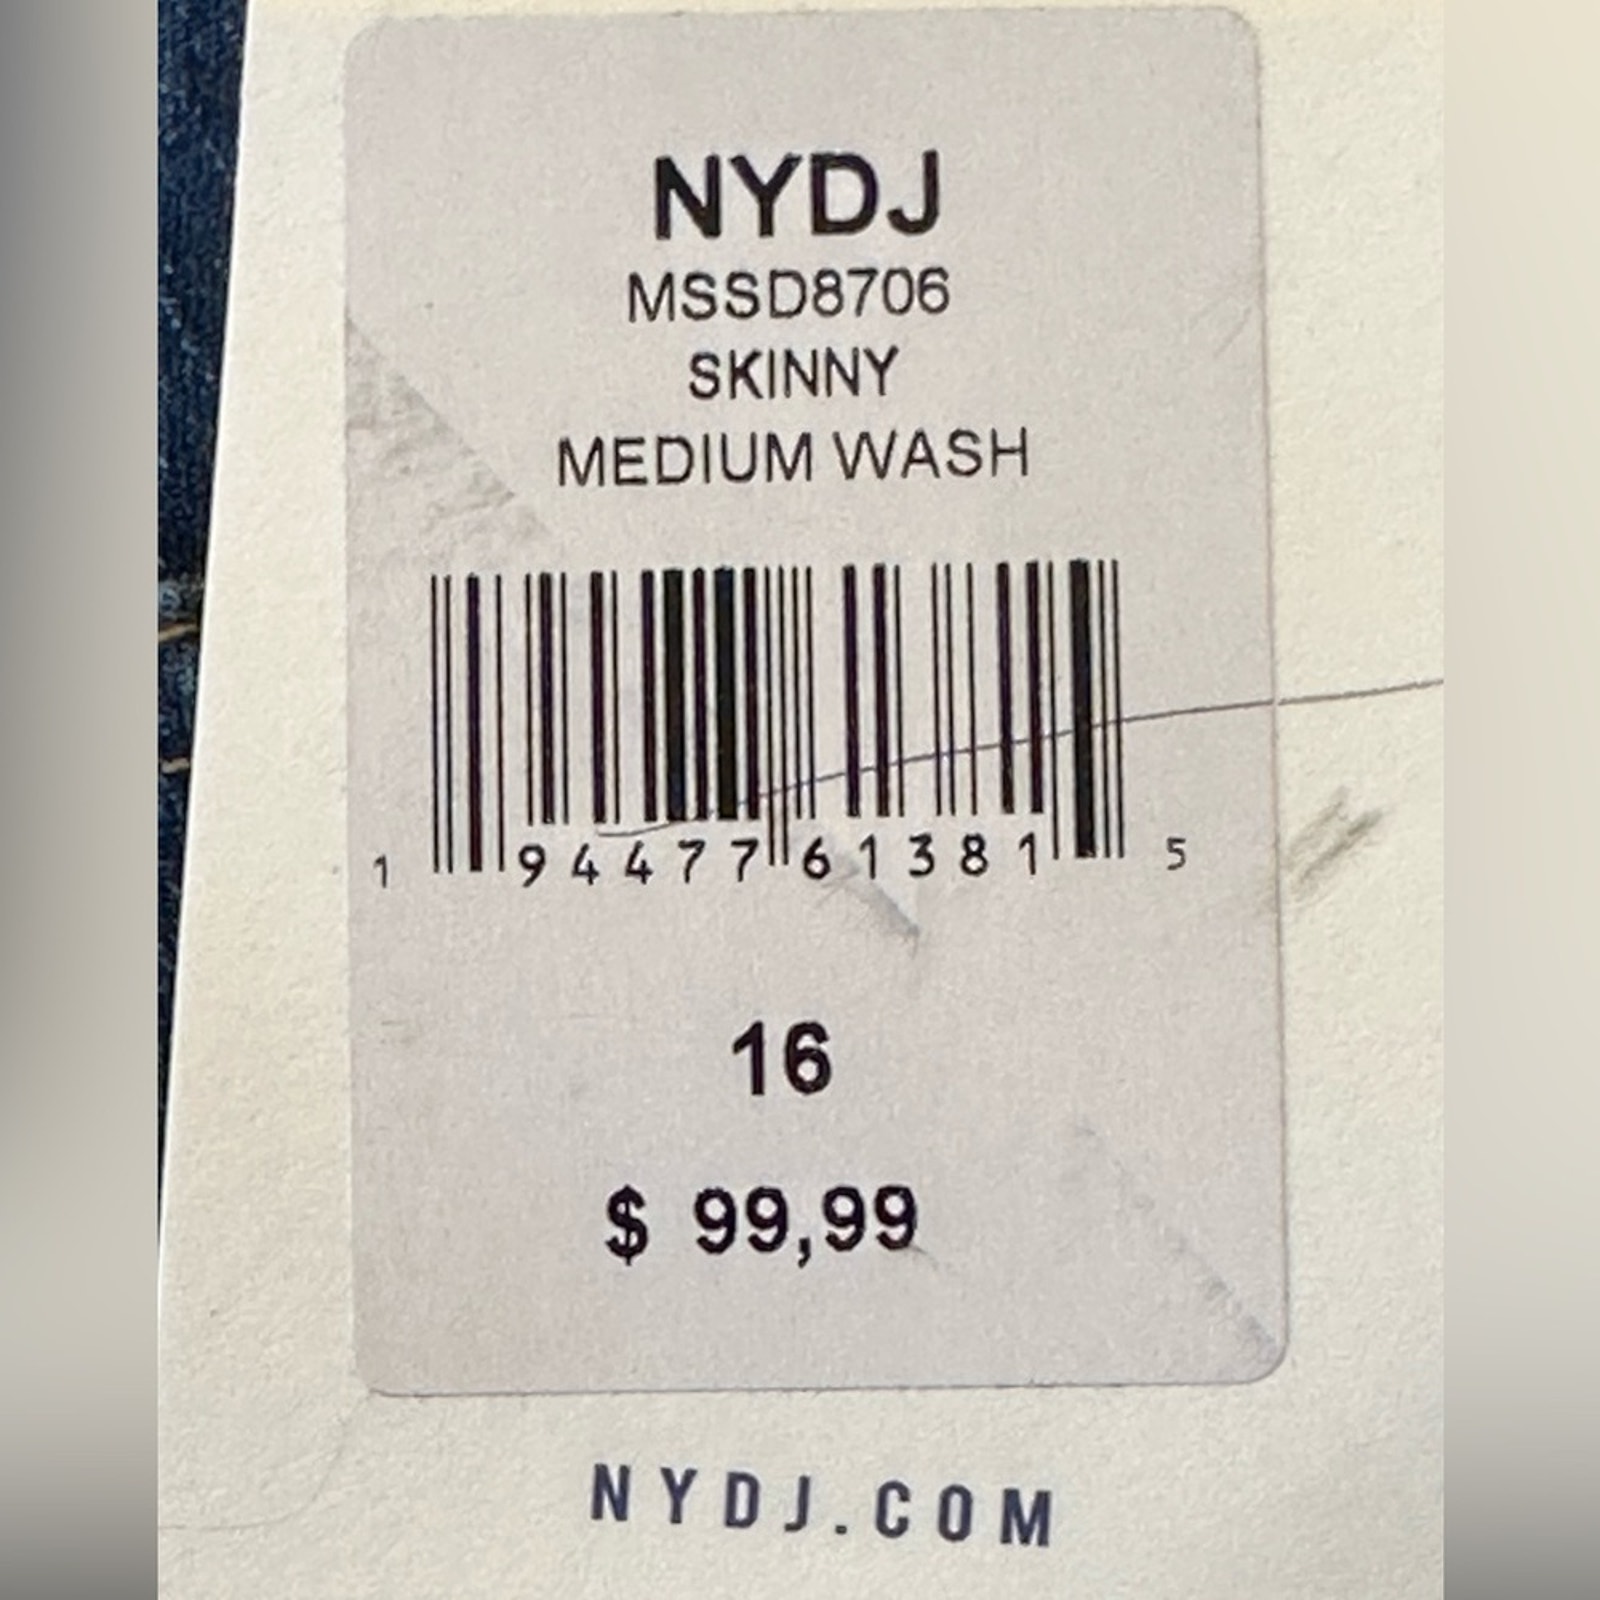 NYDJ
MSSD8706
SKINNY
MEDIUM WASH
1 94477 61381 5
16
$ 99,99
NYDJ.COM